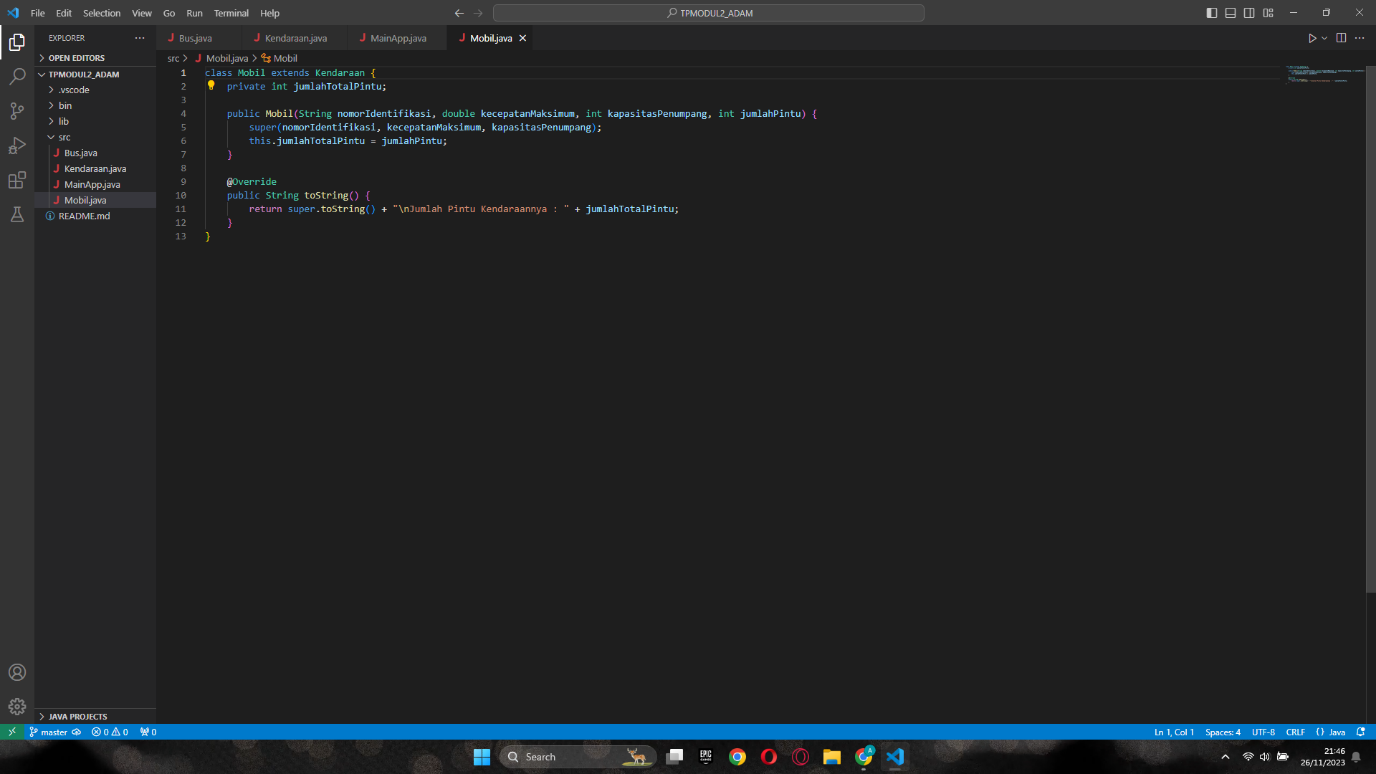 File Edit Selection View Go Run Terminal Help
TPMODUL2_ADAM
EXPLORER
Bus.java
Kendaraan.java
MainApp.java
Mobil.java
OPEN EDITORS
src > Mobil.java > Mobil
TPMODUL2_ADAM
.vscode
bin
lib
src
Bus.java
Kendaraan.java
MainApp.java
Mobil.java
README.md
1 class Mobil extends Kendaraan {
2 private int jumlahTotalPintu;
3
4 public Mobil(String nomorIdentifikasi, double kecepatanMaksimum, int kapasitasPenumpang, int jumlahPintu) {
5 super(nomorIdentifikasi, kecepatanMaksimum, kapasitasPenumpang);
6 this.jumlahTotalPintu = jumlahPintu;
7 }
8
9 @Override
10 public String toString() {
11 return super.toString() + "\nJumlah Pintu Kendaraannya : " + jumlahTotalPintu;
12 }
13 }
JAVA PROJECTS
master 0 0 0
Ln 1, Col 1 Spaces: 4 UTF-8 CRLF {} Java
Search
EPIC GAMES
A
21:46
26/11/2023